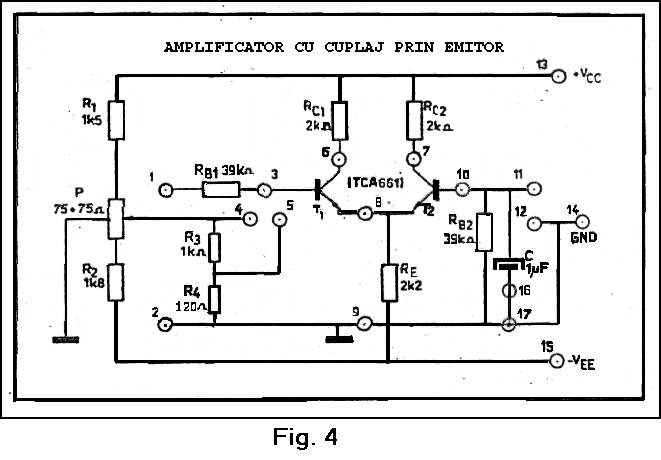 AMPLIFICATOR CU CUPLAJ PRIN EMITOR
13 +VCC
R1 1k5
RC1 2kΩ
RC2 2kΩ
6 7
1 RB1 39kΩ 3
(TCA661)
10 11
P 75+75Ω
4 5
T1 8 T2
12 14
GND
RB2 39kΩ
R3 1kΩ
R2 1k8
RE 2k2
C 1µF
R4 120Ω
16
2 9 17
15 -VEE
Fig. 4